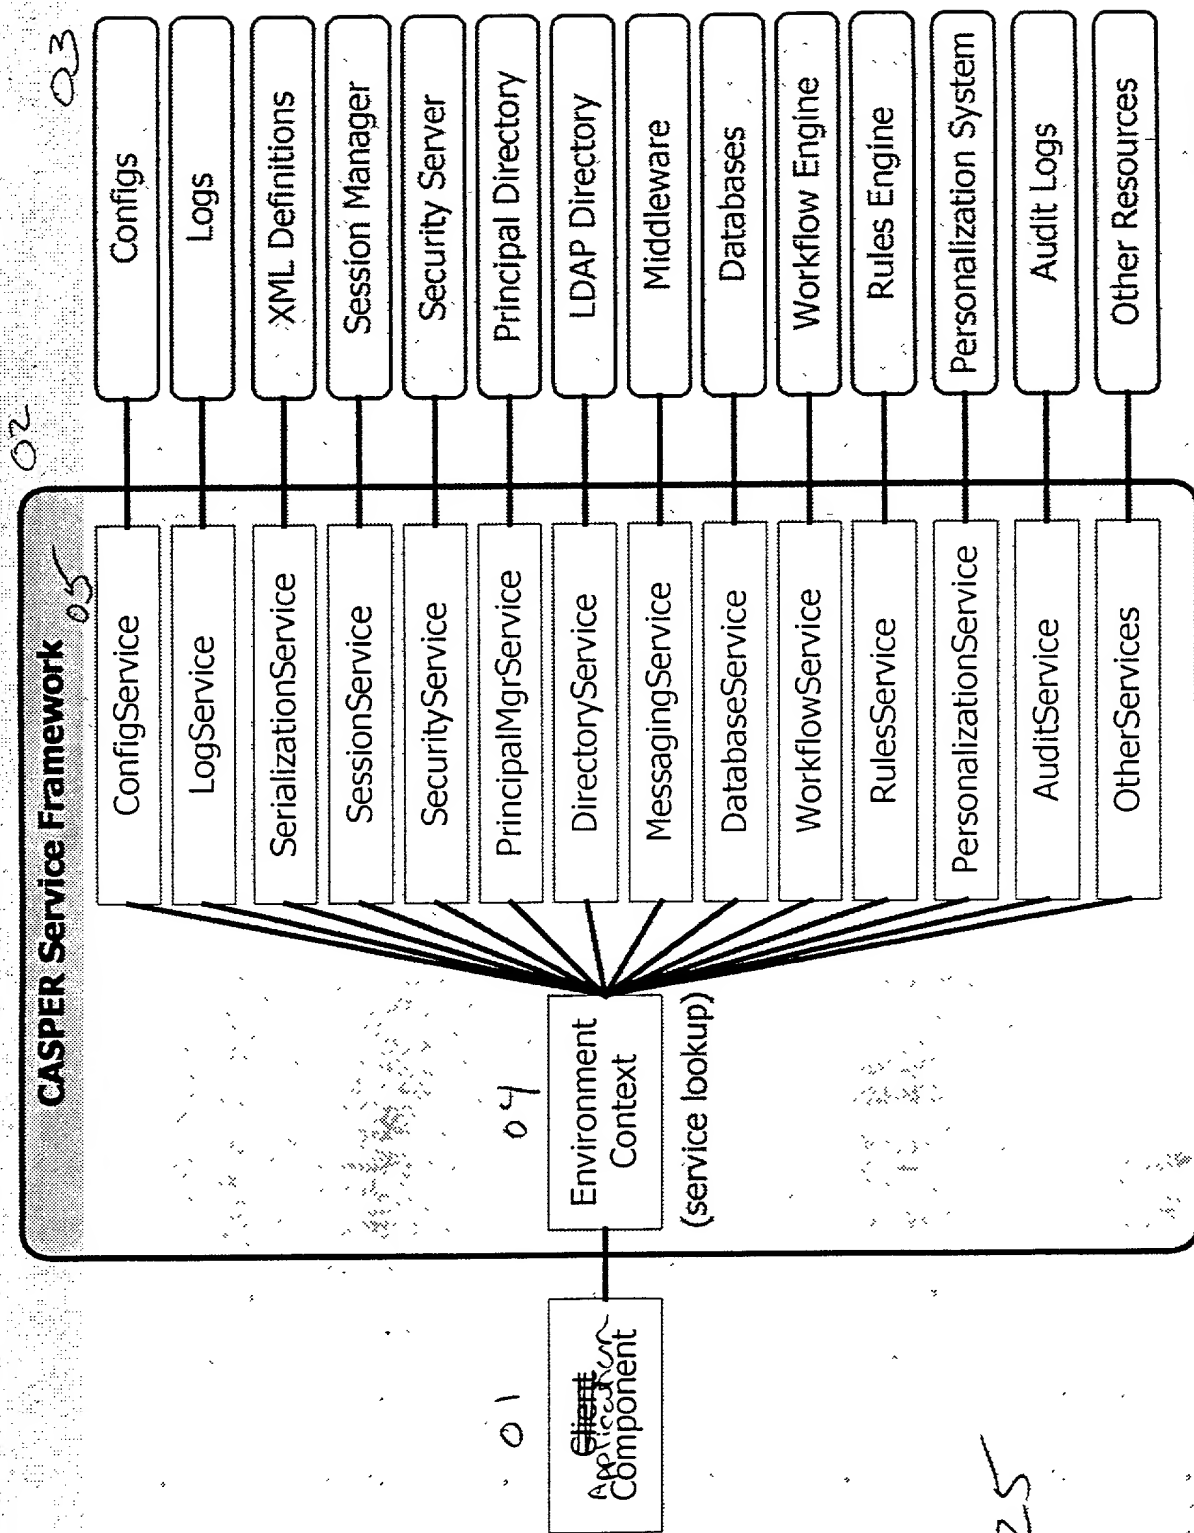 02
03
CASPER Service Framework
05
ConfigService
Configs
LogService
Logs
SerializationService
XML Definitions
SessionService
Session Manager
SecurityService
Security Server
04
01
PrincipalMgrService
Principal Directory
Client
Application
Component
Environment
Context
DirectoryService
LDAP Directory
(service lookup)
MessagingService
Middleware
DatabaseService
Databases
WorkflowService
Workflow Engine
RulesService
Rules Engine
PersonalizationService
Personalization System
AuditService
Audit Logs
OtherServices
Other Resources
25